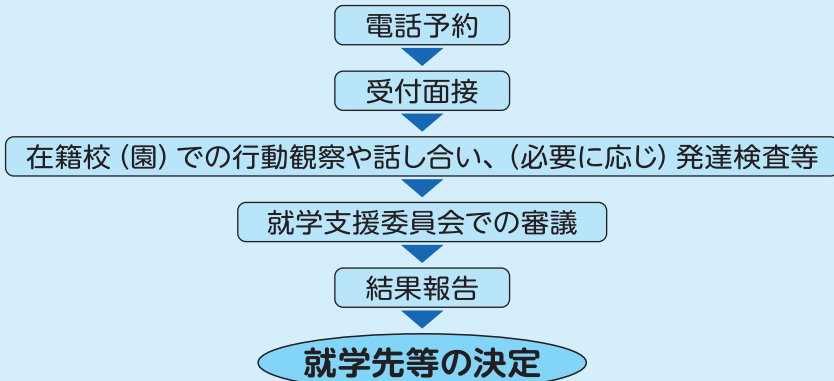 電話予約
受付面接
在籍校（園）での行動観察や話し合い、（必要に応じ）発達検査等
就学支援委員会での審議
結果報告
就学先等の決定